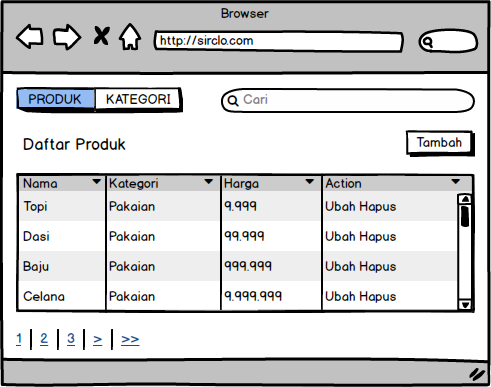 Browser
http://sirclo.com
PRODUK KATEGORI Cari
Daftar Produk Tambah
Nama Kategori Harga Action
Topi Pakaian 9.999 Ubah Hapus
Dasi Pakaian 99.999 Ubah Hapus
Baju Pakaian 999.999 Ubah Hapus
Celana Pakaian 9.999.999 Ubah Hapus
1 | 2 | 3 | > | >>